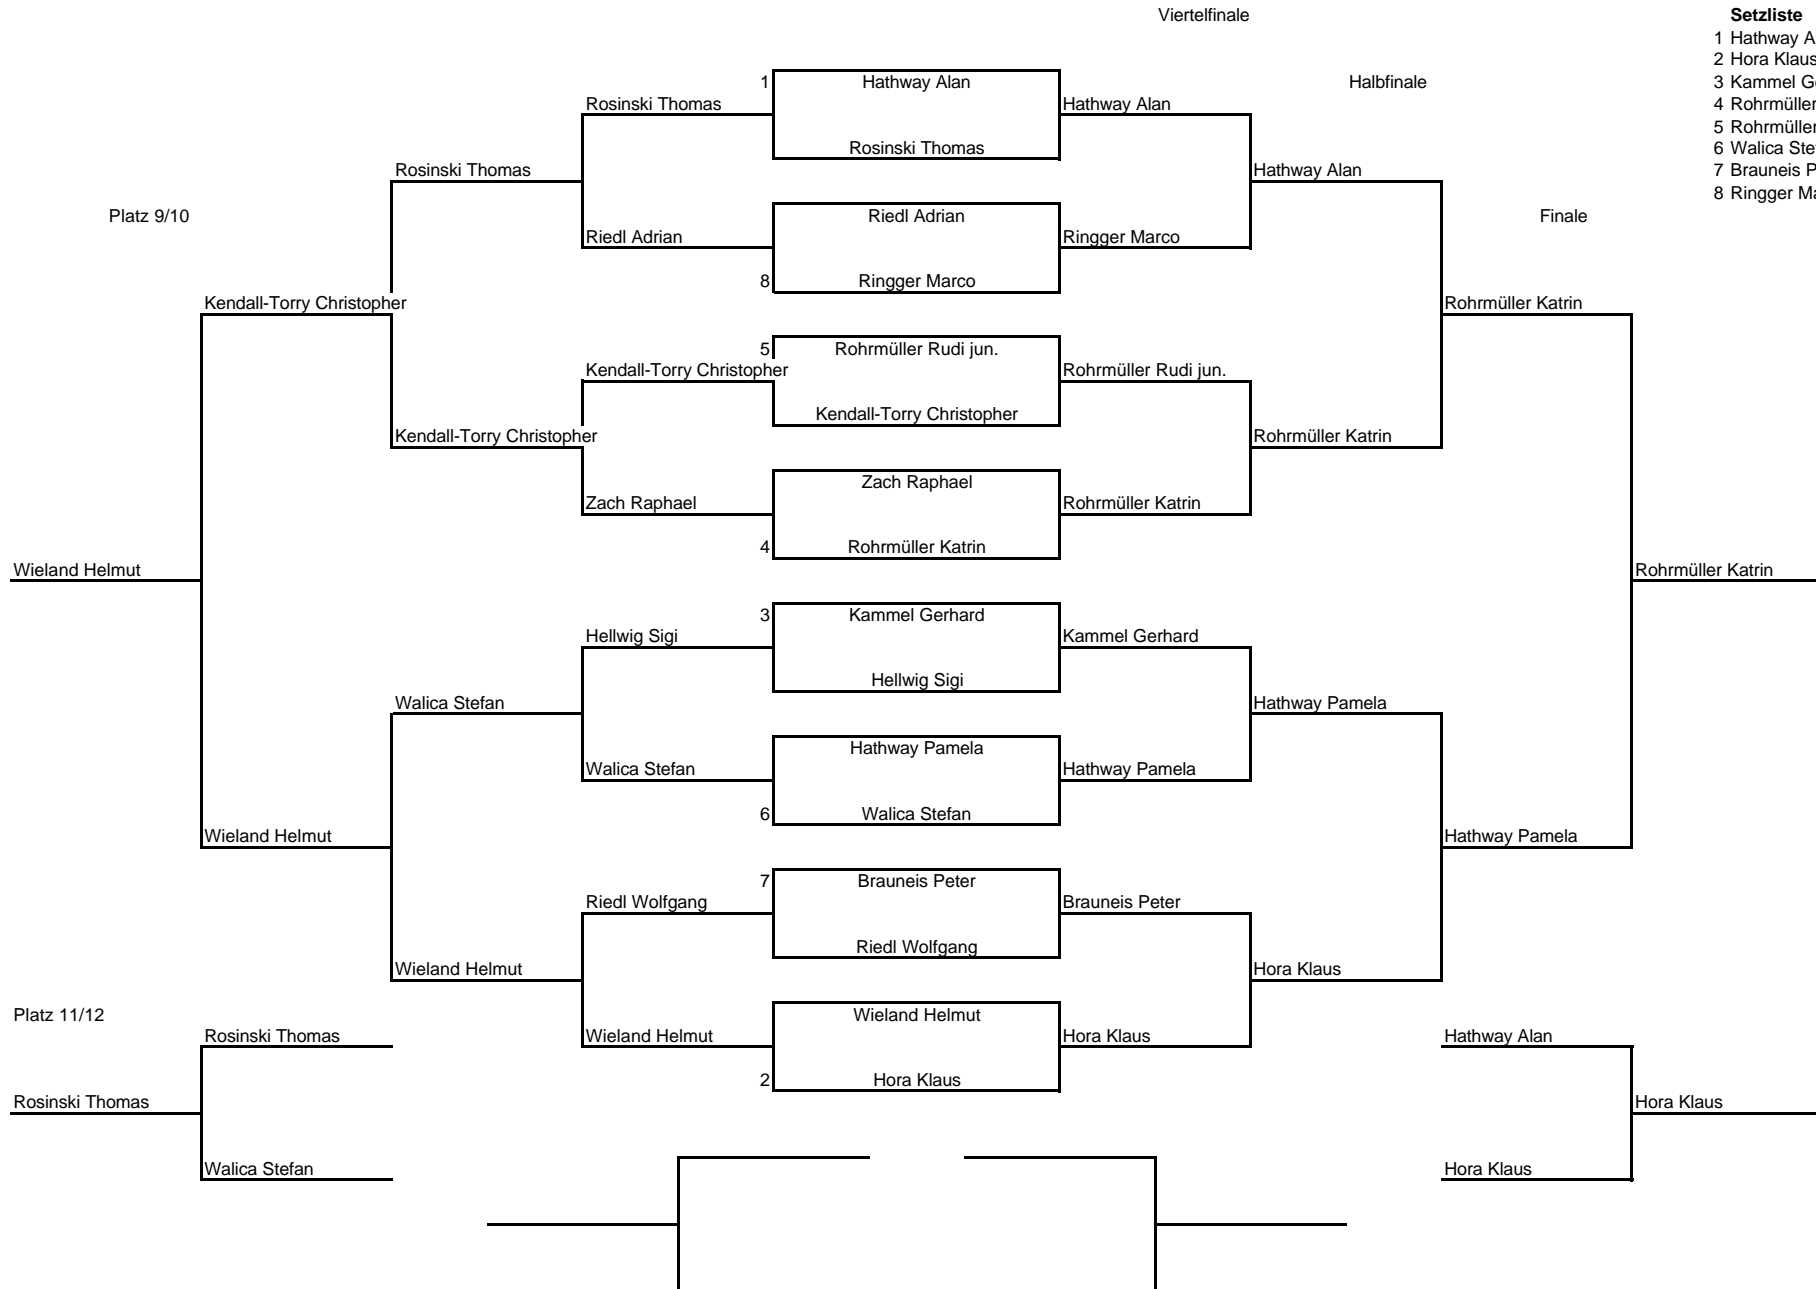 Viertelfinale
Setzliste
1 Hathway A
2 Hora Klaus
3 Kammel G
4 Rohrmüller
5 Rohrmüller
6 Walica Ste
7 Brauneis P
8 Ringger Ma
Halbfinale
1 Hathway Alan
Rosinski Thomas
Hathway Alan
Rosinski Thomas
Rosinski Thomas
Hathway Alan
Platz 9/10
Riedl Adrian
Finale
Riedl Adrian
Ringger Marco
8 Ringger Marco
Kendall-Torry Christopher
Rohrmüller Katrin
5 Rohrmüller Rudi jun.
Kendall-Torry Christopher
Rohrmüller Rudi jun.
Kendall-Torry Christopher
Kendall-Torry Christopher
Rohrmüller Katrin
Zach Raphael
Zach Raphael
Rohrmüller Katrin
4 Rohrmüller Katrin
Wieland Helmut
Rohrmüller Katrin
3 Kammel Gerhard
Hellwig Sigi
Kammel Gerhard
Hellwig Sigi
Walica Stefan
Hathway Pamela
Hathway Pamela
Walica Stefan
Hathway Pamela
6 Walica Stefan
Wieland Helmut
Hathway Pamela
7 Brauneis Peter
Riedl Wolfgang
Brauneis Peter
Riedl Wolfgang
Wieland Helmut
Hora Klaus
Platz 11/12
Wieland Helmut
Rosinski Thomas
Wieland Helmut
Hora Klaus
Hathway Alan
2 Hora Klaus
Rosinski Thomas
Hora Klaus
Walica Stefan
Hora Klaus